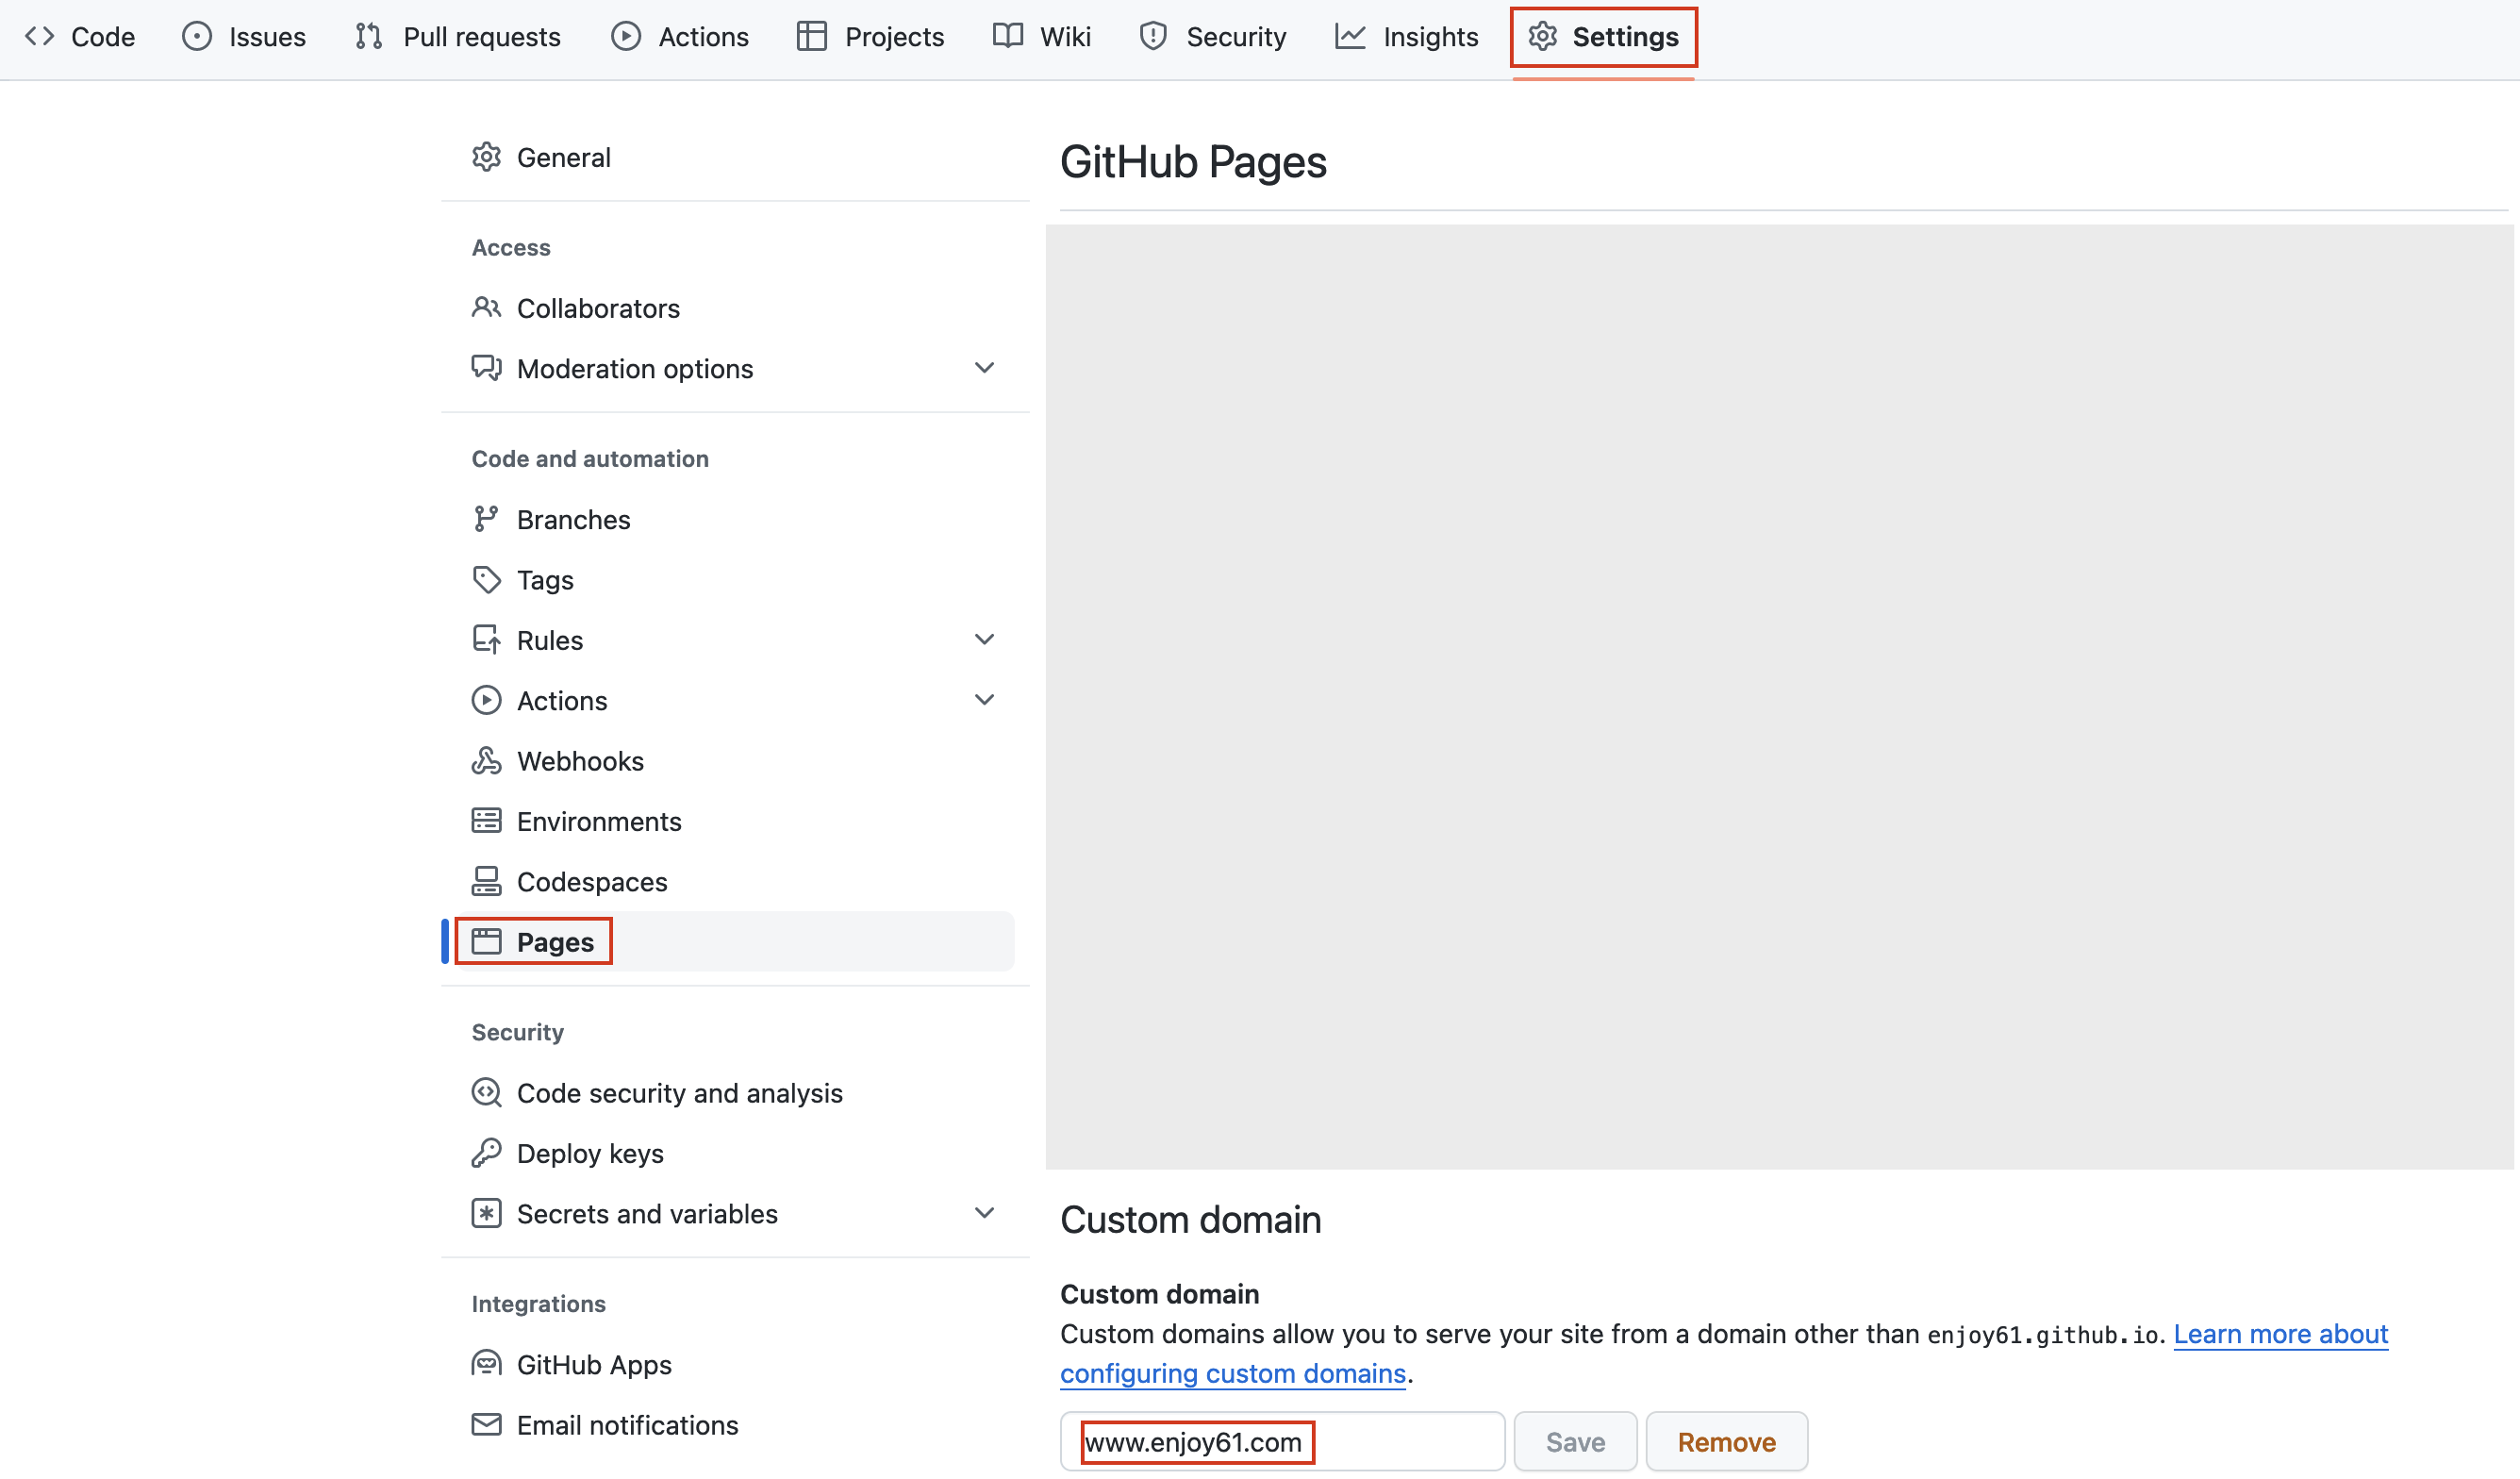 Code Issues Pull requests Actions Projects Wiki Security Insights Settings
General
Access
Collaborators
Moderation options
Code and automation
Branches
Tags
Rules
Actions
Webhooks
Environments
Codespaces
Pages
Security
Code security and analysis
Deploy keys
Secrets and variables
Integrations
GitHub Apps
Email notifications
GitHub Pages
Custom domain
Custom domain
Custom domains allow you to serve your site from a domain other than enjoy61.github.io. Learn more about
configuring custom domains.
www.enjoy61.com Save Remove